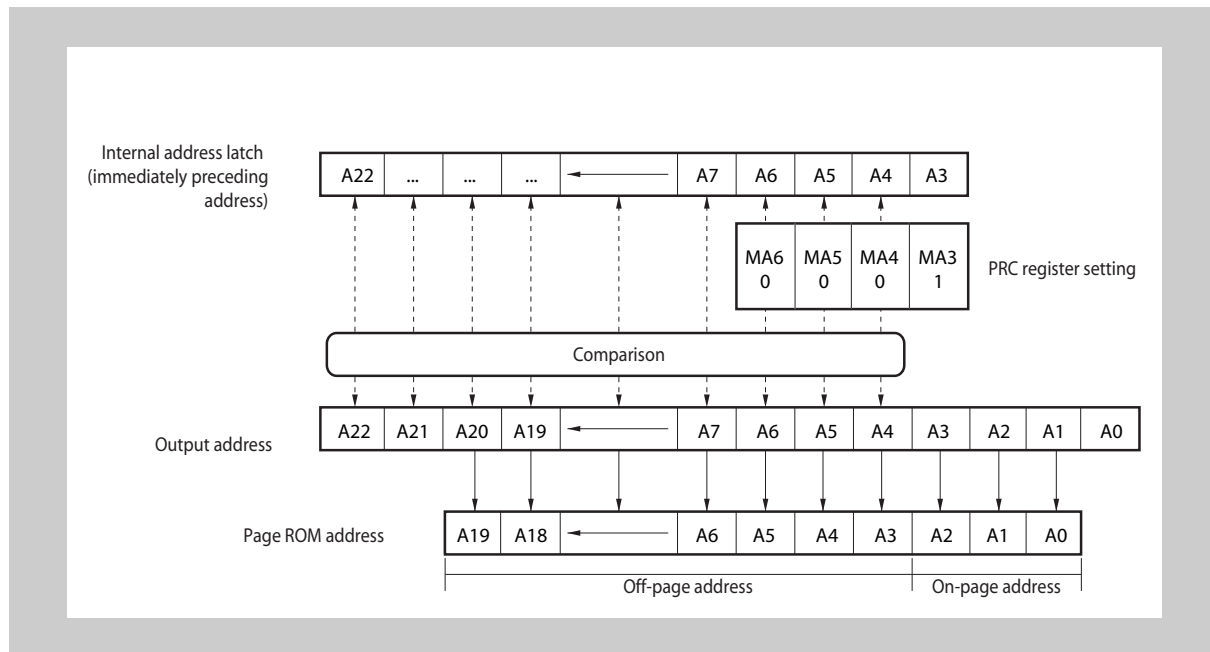 Internal address latch
(immediately preceding
address)
A22 ... ... ... A7 A6 A5 A4 A3
MA6 MA5 MA4 MA3
0 0 0 1
PRC register setting
Comparison
Output address
A22 A21 A20 A19 A7 A6 A5 A4 A3 A2 A1 A0
Page ROM address
A19 A18 A6 A5 A4 A3 A2 A1 A0
Off-page address On-page address